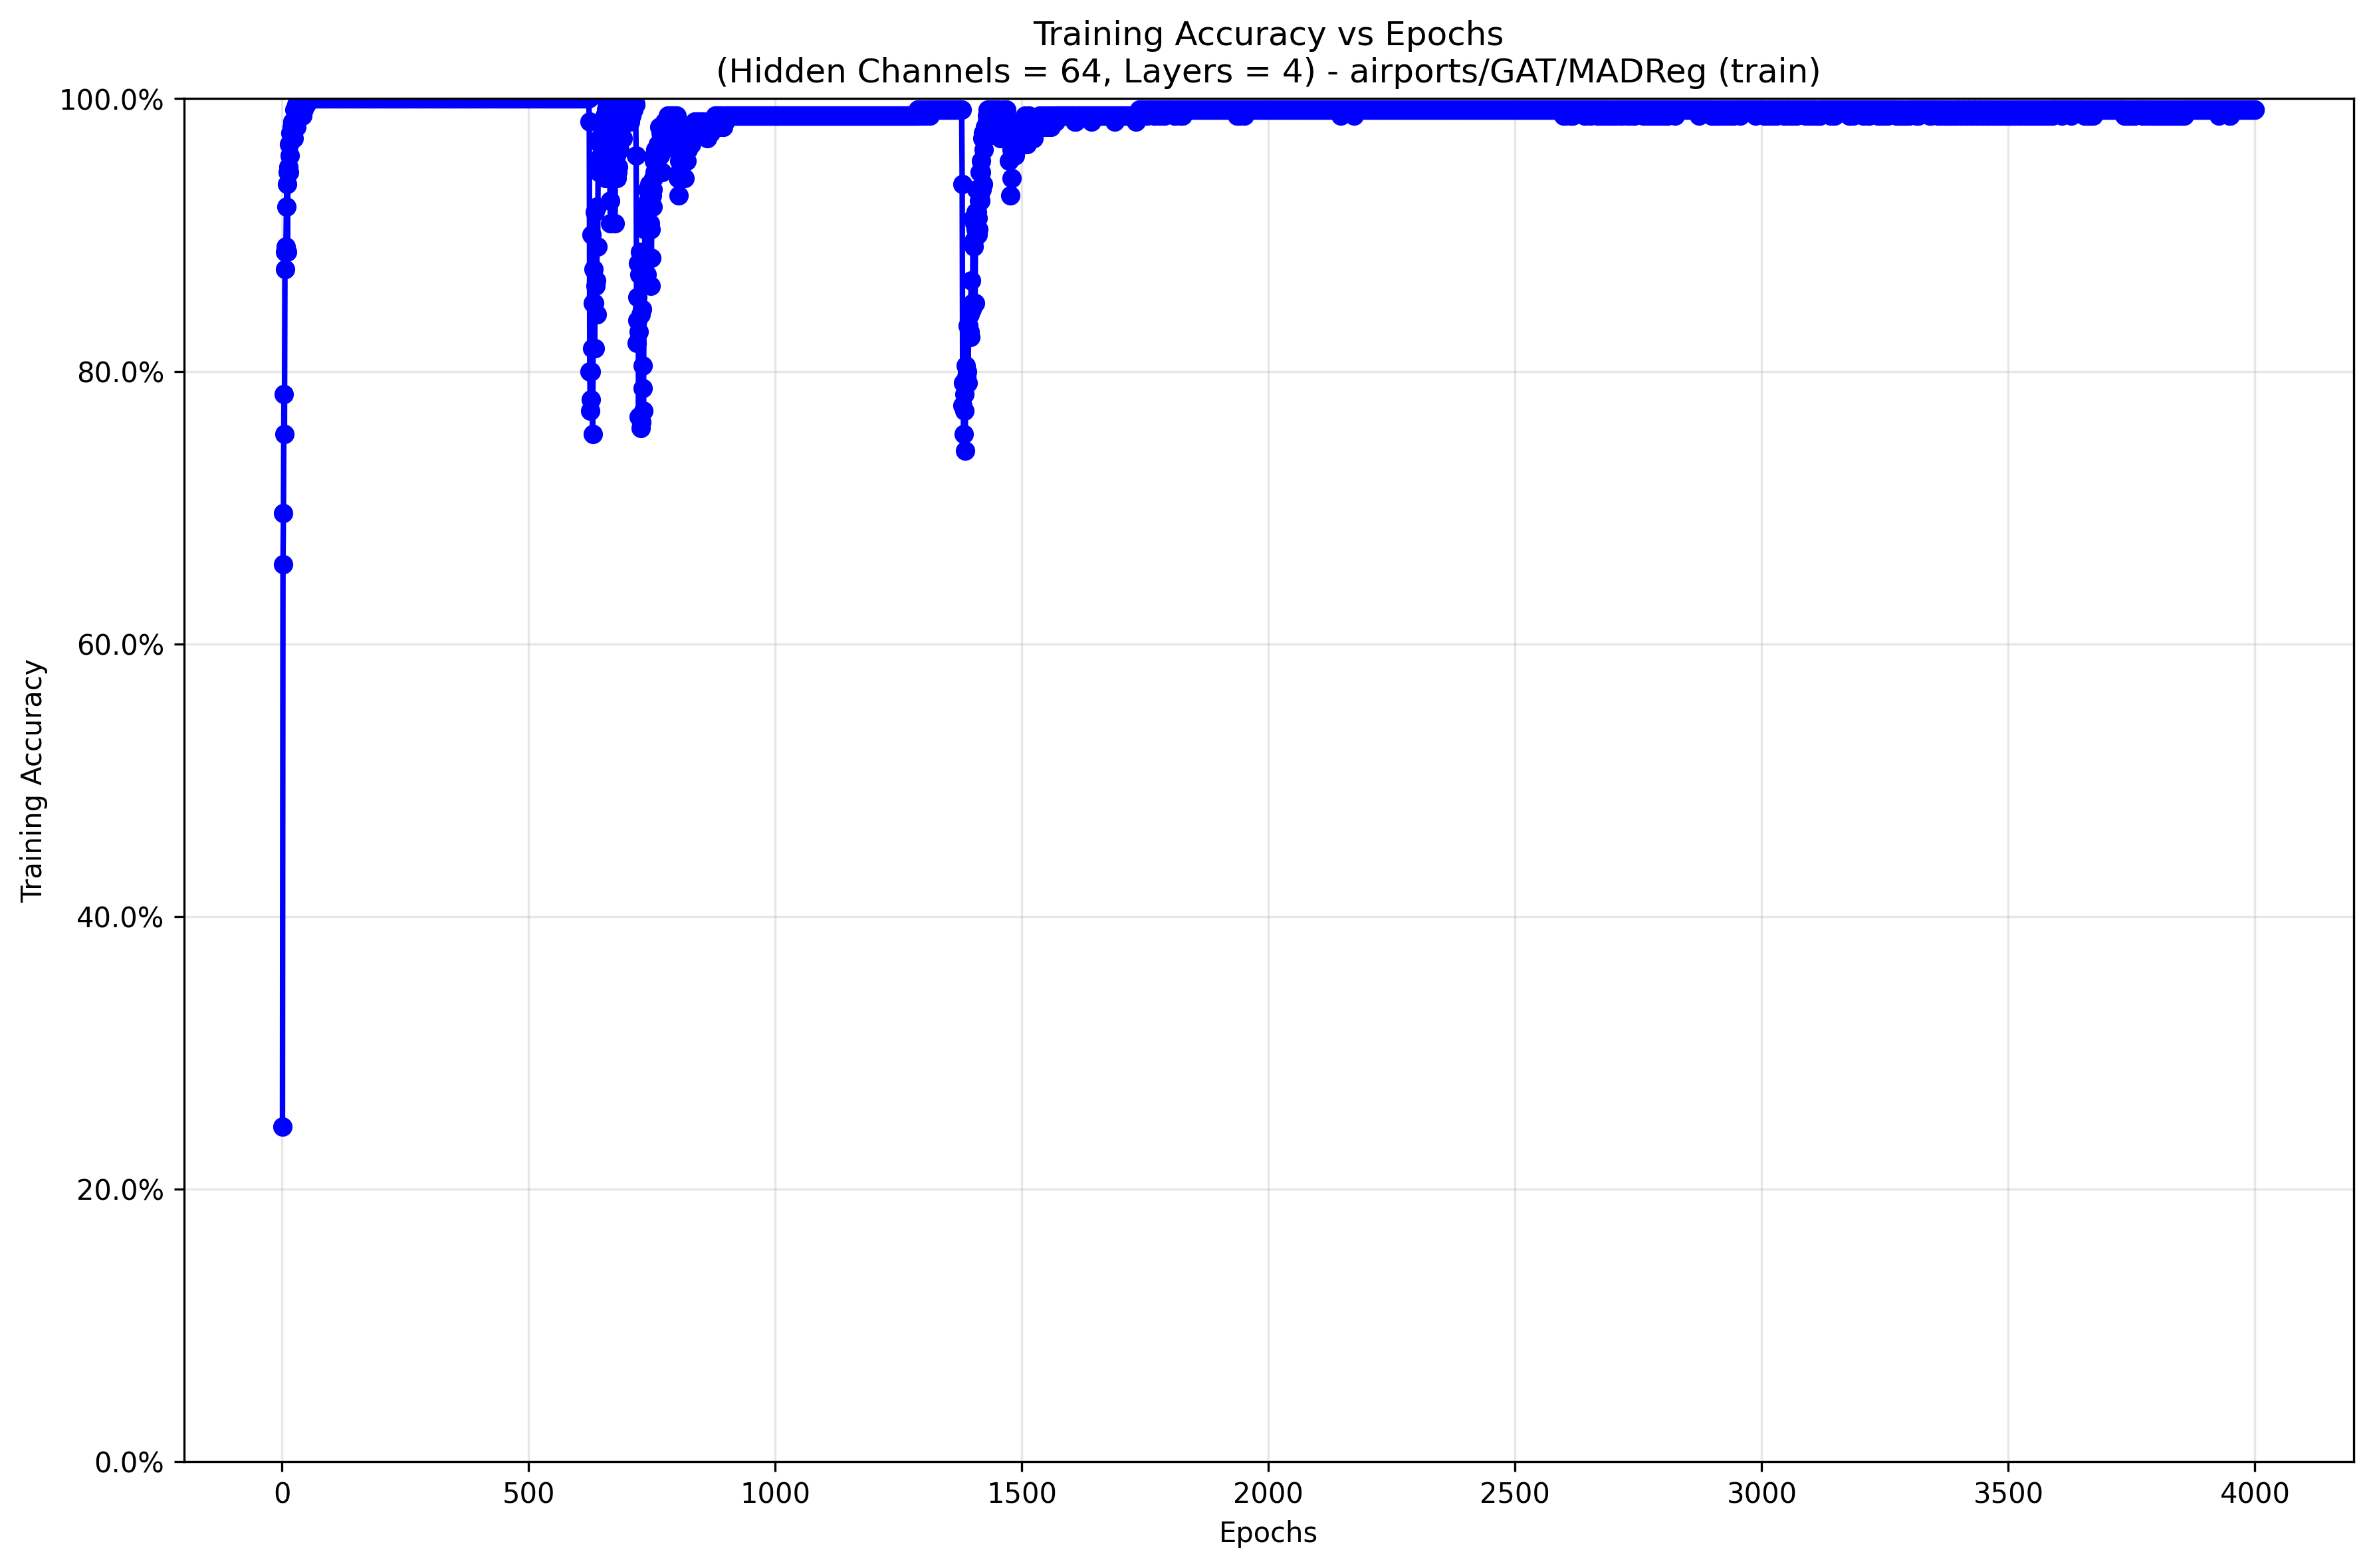 Training Accuracy vs Epochs
(Hidden Channels = 64, Layers = 4) - airports/GAT/MADReg (train)
100.0%
80.0%
60.0%
40.0%
20.0%
0.0%
Training Accuracy
0 500 1000 1500 2000 2500 3000 3500 4000
Epochs